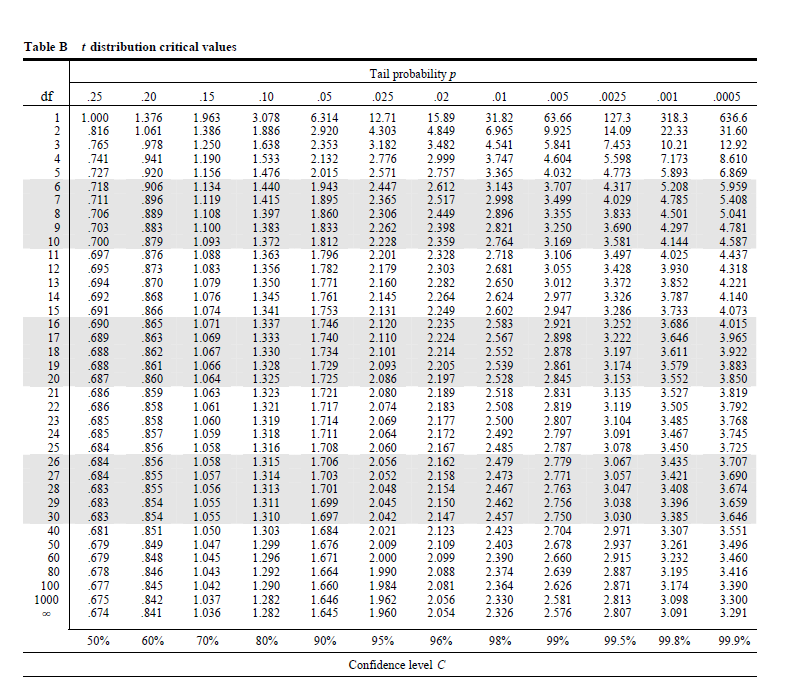 Table B t distribution critical values
Tail probability p
df .25 .20 .15 .10 .05 .025 .02 .01 .005 .0025 .001 .0005
1 1.000 1.376 1.963 3.078 6.314 12.71 15.89 31.82 63.66 127.3 318.3 636.6
2 .816 1.061 1.386 1.886 2.920 4.303 4.849 6.965 9.925 14.09 22.33 31.60
3 .765 .978 1.250 1.638 2.353 3.182 3.482 4.541 5.841 7.453 10.21 12.92
4 .741 .941 1.190 1.533 2.132 2.776 2.999 3.747 4.604 5.598 7.173 8.610
5 .727 .920 1.156 1.476 2.015 2.571 2.757 3.365 4.032 4.773 5.893 6.869
6 .718 .906 1.134 1.440 1.943 2.447 2.612 3.143 3.707 4.317 5.208 5.959
7 .711 .896 1.119 1.415 1.895 2.365 2.517 2.998 3.499 4.029 4.785 5.408
8 .706 .889 1.108 1.397 1.860 2.306 2.449 2.896 3.355 3.833 4.501 5.041
9 .703 .883 1.100 1.383 1.833 2.262 2.398 2.821 3.250 3.690 4.297 4.781
10 .700 .879 1.093 1.372 1.812 2.228 2.359 2.764 3.169 3.581 4.144 4.587
11 .697 .876 1.088 1.363 1.796 2.201 2.328 2.718 3.106 3.497 4.025 4.437
12 .695 .873 1.083 1.356 1.782 2.179 2.303 2.681 3.055 3.428 3.930 4.318
13 .694 .870 1.079 1.350 1.771 2.160 2.282 2.650 3.012 3.372 3.852 4.221
14 .692 .868 1.076 1.345 1.761 2.145 2.264 2.624 2.977 3.326 3.787 4.140
15 .691 .866 1.074 1.341 1.753 2.131 2.249 2.602 2.947 3.286 3.733 4.073
16 .690 .865 1.071 1.337 1.746 2.120 2.235 2.583 2.921 3.252 3.686 4.015
17 .689 .863 1.069 1.333 1.740 2.110 2.224 2.567 2.898 3.222 3.646 3.965
18 .688 .862 1.067 1.330 1.734 2.101 2.214 2.552 2.878 3.197 3.611 3.922
19 .688 .861 1.066 1.328 1.729 2.093 2.205 2.539 2.861 3.174 3.579 3.883
20 .687 .860 1.064 1.325 1.725 2.086 2.197 2.528 2.845 3.153 3.552 3.850
21 .686 .859 1.063 1.323 1.721 2.080 2.189 2.518 2.831 3.135 3.527 3.819
22 .686 .858 1.061 1.321 1.717 2.074 2.183 2.508 2.819 3.119 3.505 3.792
23 .685 .858 1.060 1.319 1.714 2.069 2.177 2.500 2.807 3.104 3.485 3.768
24 .685 .857 1.059 1.318 1.711 2.064 2.172 2.492 2.797 3.091 3.467 3.745
25 .684 .856 1.058 1.316 1.708 2.060 2.167 2.485 2.787 3.078 3.450 3.725
26 .684 .856 1.058 1.315 1.706 2.056 2.162 2.479 2.779 3.067 3.435 3.707
27 .684 .855 1.057 1.314 1.703 2.052 2.158 2.473 2.771 3.057 3.421 3.690
28 .683 .855 1.056 1.313 1.701 2.048 2.154 2.467 2.763 3.047 3.408 3.674
29 .683 .854 1.055 1.311 1.699 2.045 2.150 2.462 2.756 3.038 3.396 3.659
30 .683 .854 1.055 1.310 1.697 2.042 2.147 2.457 2.750 3.030 3.385 3.646
40 .681 .851 1.050 1.303 1.684 2.021 2.123 2.423 2.704 2.971 3.307 3.551
50 .679 .849 1.047 1.299 1.676 2.009 2.109 2.403 2.678 2.937 3.261 3.496
60 .679 .848 1.045 1.296 1.671 2.000 2.099 2.390 2.660 2.915 3.232 3.460
80 .678 .846 1.043 1.292 1.664 1.990 2.088 2.374 2.639 2.887 3.195 3.416
100 .677 .845 1.042 1.290 1.660 1.984 2.081 2.364 2.626 2.871 3.174 3.390
1000 .675 .842 1.037 1.282 1.646 1.962 2.056 2.330 2.581 2.813 3.098 3.300
∞ .674 .841 1.036 1.282 1.645 1.960 2.054 2.326 2.576 2.807 3.091 3.291
50% 60% 70% 80% 90% 95% 96% 98% 99% 99.5% 99.8% 99.9%
Confidence level C